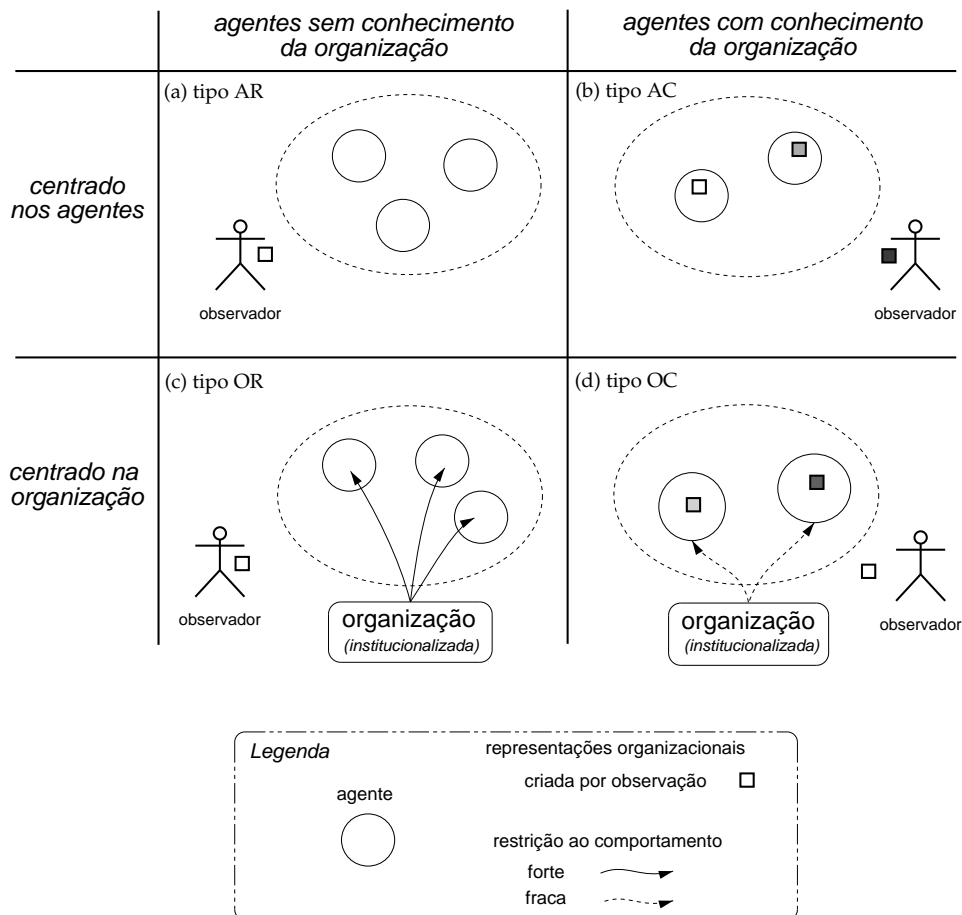 agentes sem conhecimento
da organização
agentes com conhecimento
da organização
centrado
nos agentes
(a) tipo AR
observador
(b) tipo AC
observador
centrado na
organização
(c) tipo OR
observador
organização
(institucionalizada)
(d) tipo OC
observador
organização
(institucionalizada)
Legenda
agente
representações organizacionais
criada por observação
restrição ao comportamento
forte
fraca